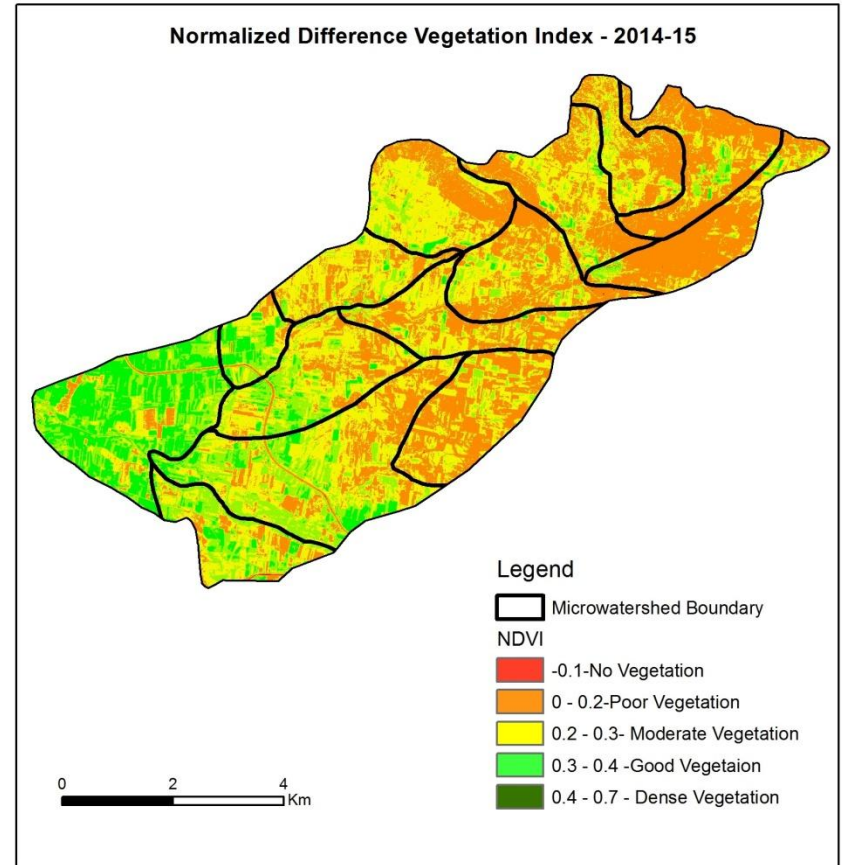 Normalized Difference Vegetation Index - 2014-15
Legend
Microwatershed Boundary
NDVI
-0.1-No Vegetation
0 - 0.2-Poor Vegetation
0.2 - 0.3- Moderate Vegetation
0.3 - 0.4 -Good Vegetaion
0.4 - 0.7 - Dense Vegetation
0 2 4
Km